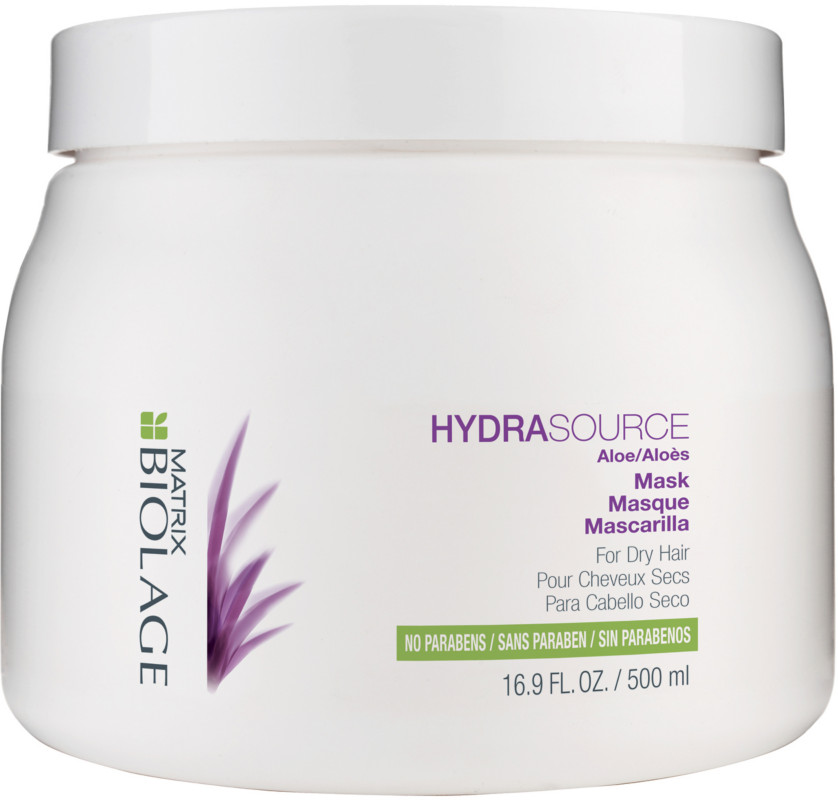 MATRIX
BIOLAGE
HYDRASOURCE
Aloe/Aloès
Mask
Masque
Mascarilla
For Dry Hair
Pour Cheveux Secs
Para Cabello Seco
NO PARABENS / SANS PARABEN / SIN PARABENOS
16.9 FL. OZ. / 500 ml